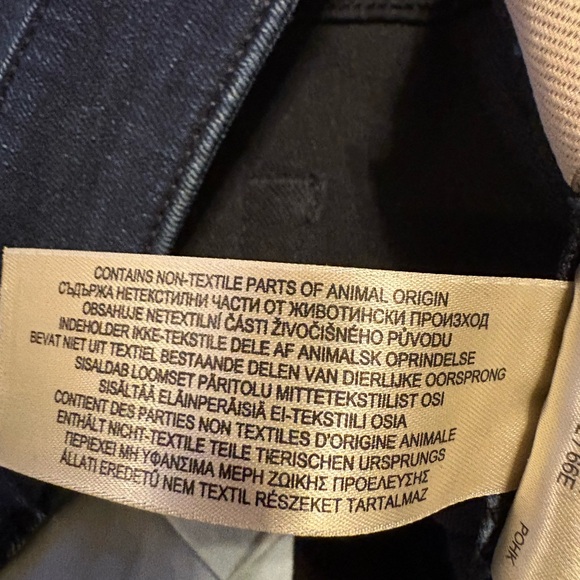 CONTAINS NON-TEXTILE PARTS OF ANIMAL ORIGIN
СЪДЪРЖА НЕТЕКСТИЛНИ ЧАСТИ ОТ ЖИВОТИНСКИ ПРОИЗХОД
OBSAHUJE NETEXTILNÍ ČÁSTI ŽIVOČIŠNÉHO PŮVODU
INDEHOLDER IKKE-TEKSTILE DELE AF ANIMALSK OPRINDELSE
BEVAT NIET UIT TEXTIEL BESTAANDE DELEN VAN DIERLIJKE OORSPRONG
SISALDAB LOOMSET PÄRITOLU MITTETEKSTIILIST OSI
SISÄLTÄÄ ELÄINPERÄISIÄ EI-TEKSTIILI OSIA
CONTIENT DES PARTIES NON TEXTILES D'ORIGINE ANIMALE
ENTHÄLT NICHT-TEXTILE TEILE TIERISCHEN URSPRUNGS
ΠΕΡΙΕΧΕΙ ΜΗ ΥΦΑΝΣΙΜΑ ΜΕΡΗ ΖΩΙΚΗΣ ΠΡΟΕΛΕΥΣΗΣ
ÁLLATI EREDETŰ NEM TEXTIL RÉSZEKET TARTALMAZ
РОНК